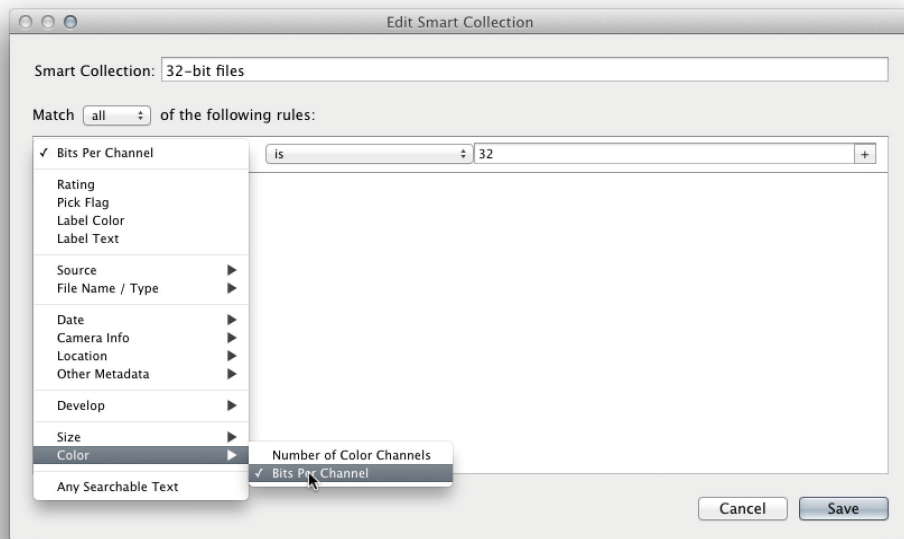 Edit Smart Collection
Smart Collection: 32-bit files
Match all of the following rules:
✓ Bits Per Channel is 32 +
Rating
Pick Flag
Label Color
Label Text
Source
File Name / Type
Date
Camera Info
Location
Other Metadata
Develop
Size
Color
Number of Color Channels
✓ Bits Per Channel
Any Searchable Text
Cancel Save